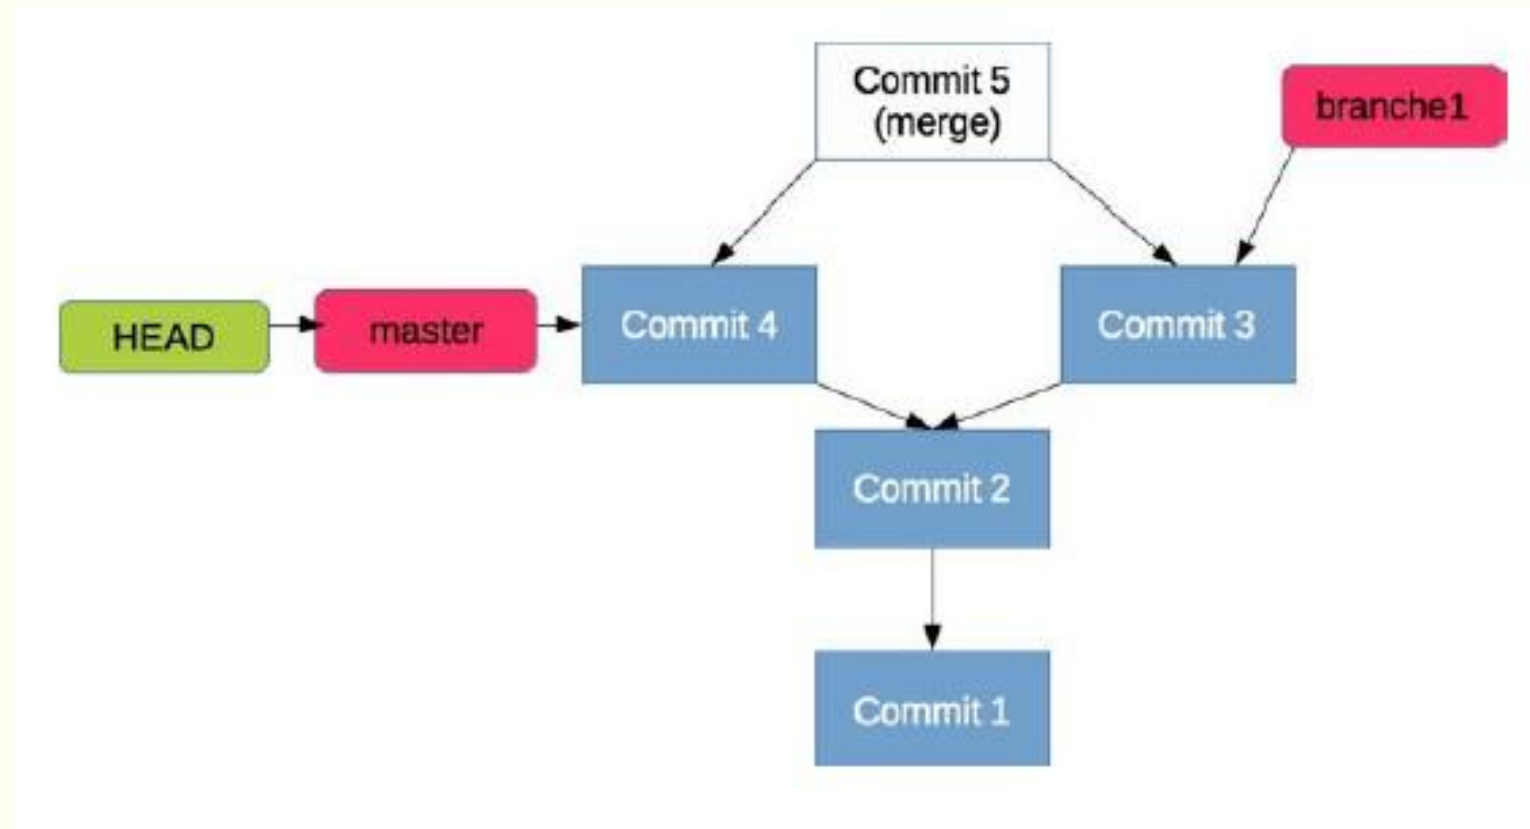 Commit 5
(merge)
branche1
HEAD
master
Commit 4
Commit 3
Commit 2
Commit 1